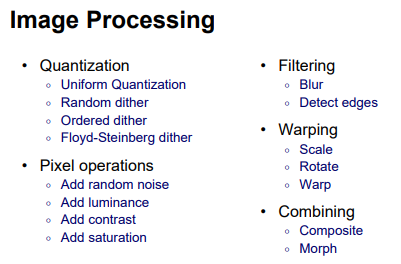 Image Processing
• Quantization
◦ Uniform Quantization
◦ Random dither
◦ Ordered dither
◦ Floyd-Steinberg dither
• Pixel operations
◦ Add random noise
◦ Add luminance
◦ Add contrast
◦ Add saturation
• Filtering
◦ Blur
◦ Detect edges
• Warping
◦ Scale
◦ Rotate
◦ Warp
• Combining
◦ Composite
◦ Morph